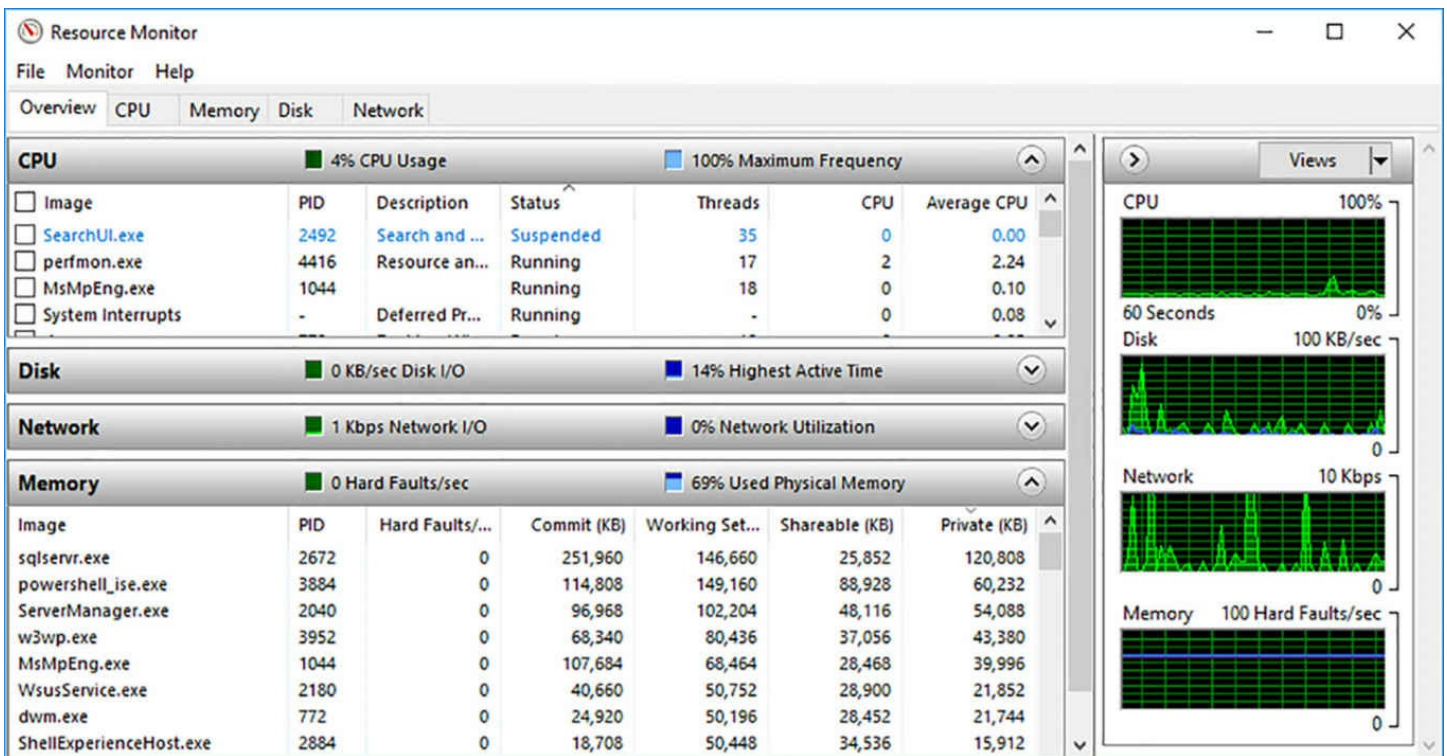 Resource Monitor
File Monitor Help
Overview CPU Memory Disk Network
CPU 4% CPU Usage 100% Maximum Frequency
Image PID Description Status Threads CPU Average CPU
SearchUI.exe 2492 Search and ... Suspended 35 0 0.00
perfmon.exe 4416 Resource an... Running 17 2 2.24
MsMpEng.exe 1044 Running 18 0 0.10
System Interrupts - Deferred Pr... Running - 0 0.08
Disk 0 KB/sec Disk I/O 14% Highest Active Time
Network 1 Kbps Network I/O 0% Network Utilization
Memory 0 Hard Faults/sec 69% Used Physical Memory
Image PID Hard Faults/... Commit (KB) Working Set... Shareable (KB) Private (KB)
sqlservr.exe 2672 0 251,960 146,660 25,852 120,808
powershell_ise.exe 3884 0 114,808 149,160 88,928 60,232
ServerManager.exe 2040 0 96,968 102,204 48,116 54,088
w3wp.exe 3952 0 68,340 80,436 37,056 43,380
MsMpEng.exe 1044 0 107,684 68,464 28,468 39,996
WsusService.exe 2180 0 40,660 50,752 28,900 21,852
dwm.exe 772 0 24,920 50,196 28,452 21,744
ShellExperienceHost.exe 2884 0 18,708 50,448 34,536 15,912
Views
CPU 100%
60 Seconds 0%
Disk 100 KB/sec
0
Network 10 Kbps
0
Memory 100 Hard Faults/sec
0